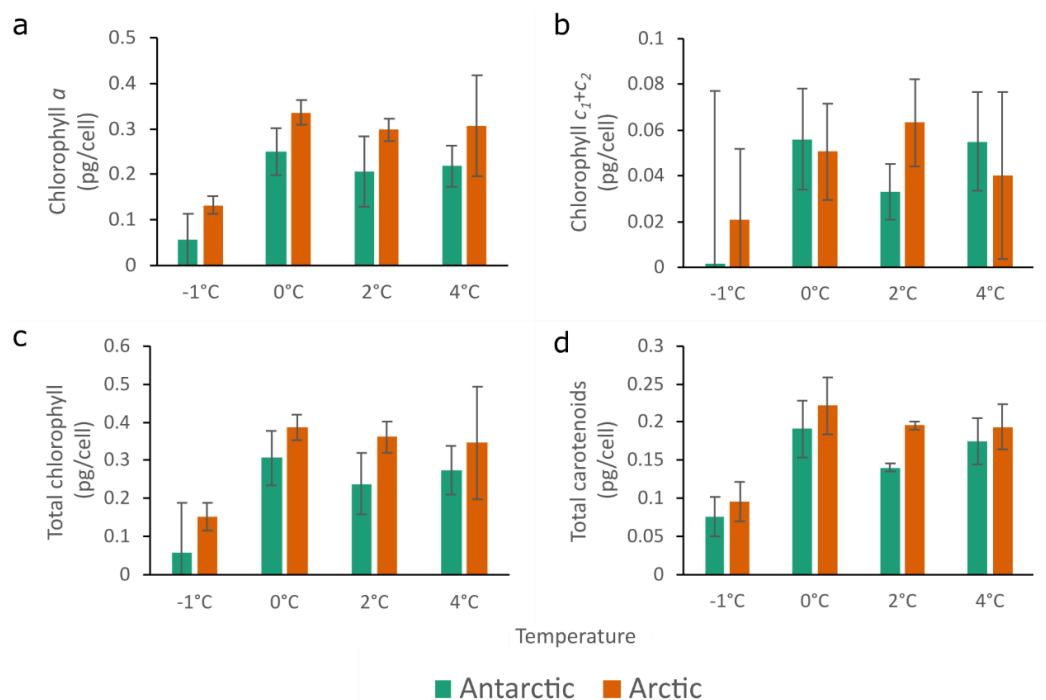 a
Chlorophyll a
(pg/cell)
0.5
0.4
0.3
0.2
0.1
0
-1°C 0°C 2°C 4°C
b
Chlorophyll c1+c2
(pg/cell)
0.1
0.08
0.06
0.04
0.02
0
-1°C 0°C 2°C 4°C
c
Total chlorophyll
(pg/cell)
0.6
0.5
0.4
0.3
0.2
0.1
0
-1°C 0°C 2°C 4°C
d
Total carotenoids
(pg/cell)
0.3
0.25
0.2
0.15
0.1
0.05
0
-1°C 0°C 2°C 4°C
Temperature
Antarctic Arctic